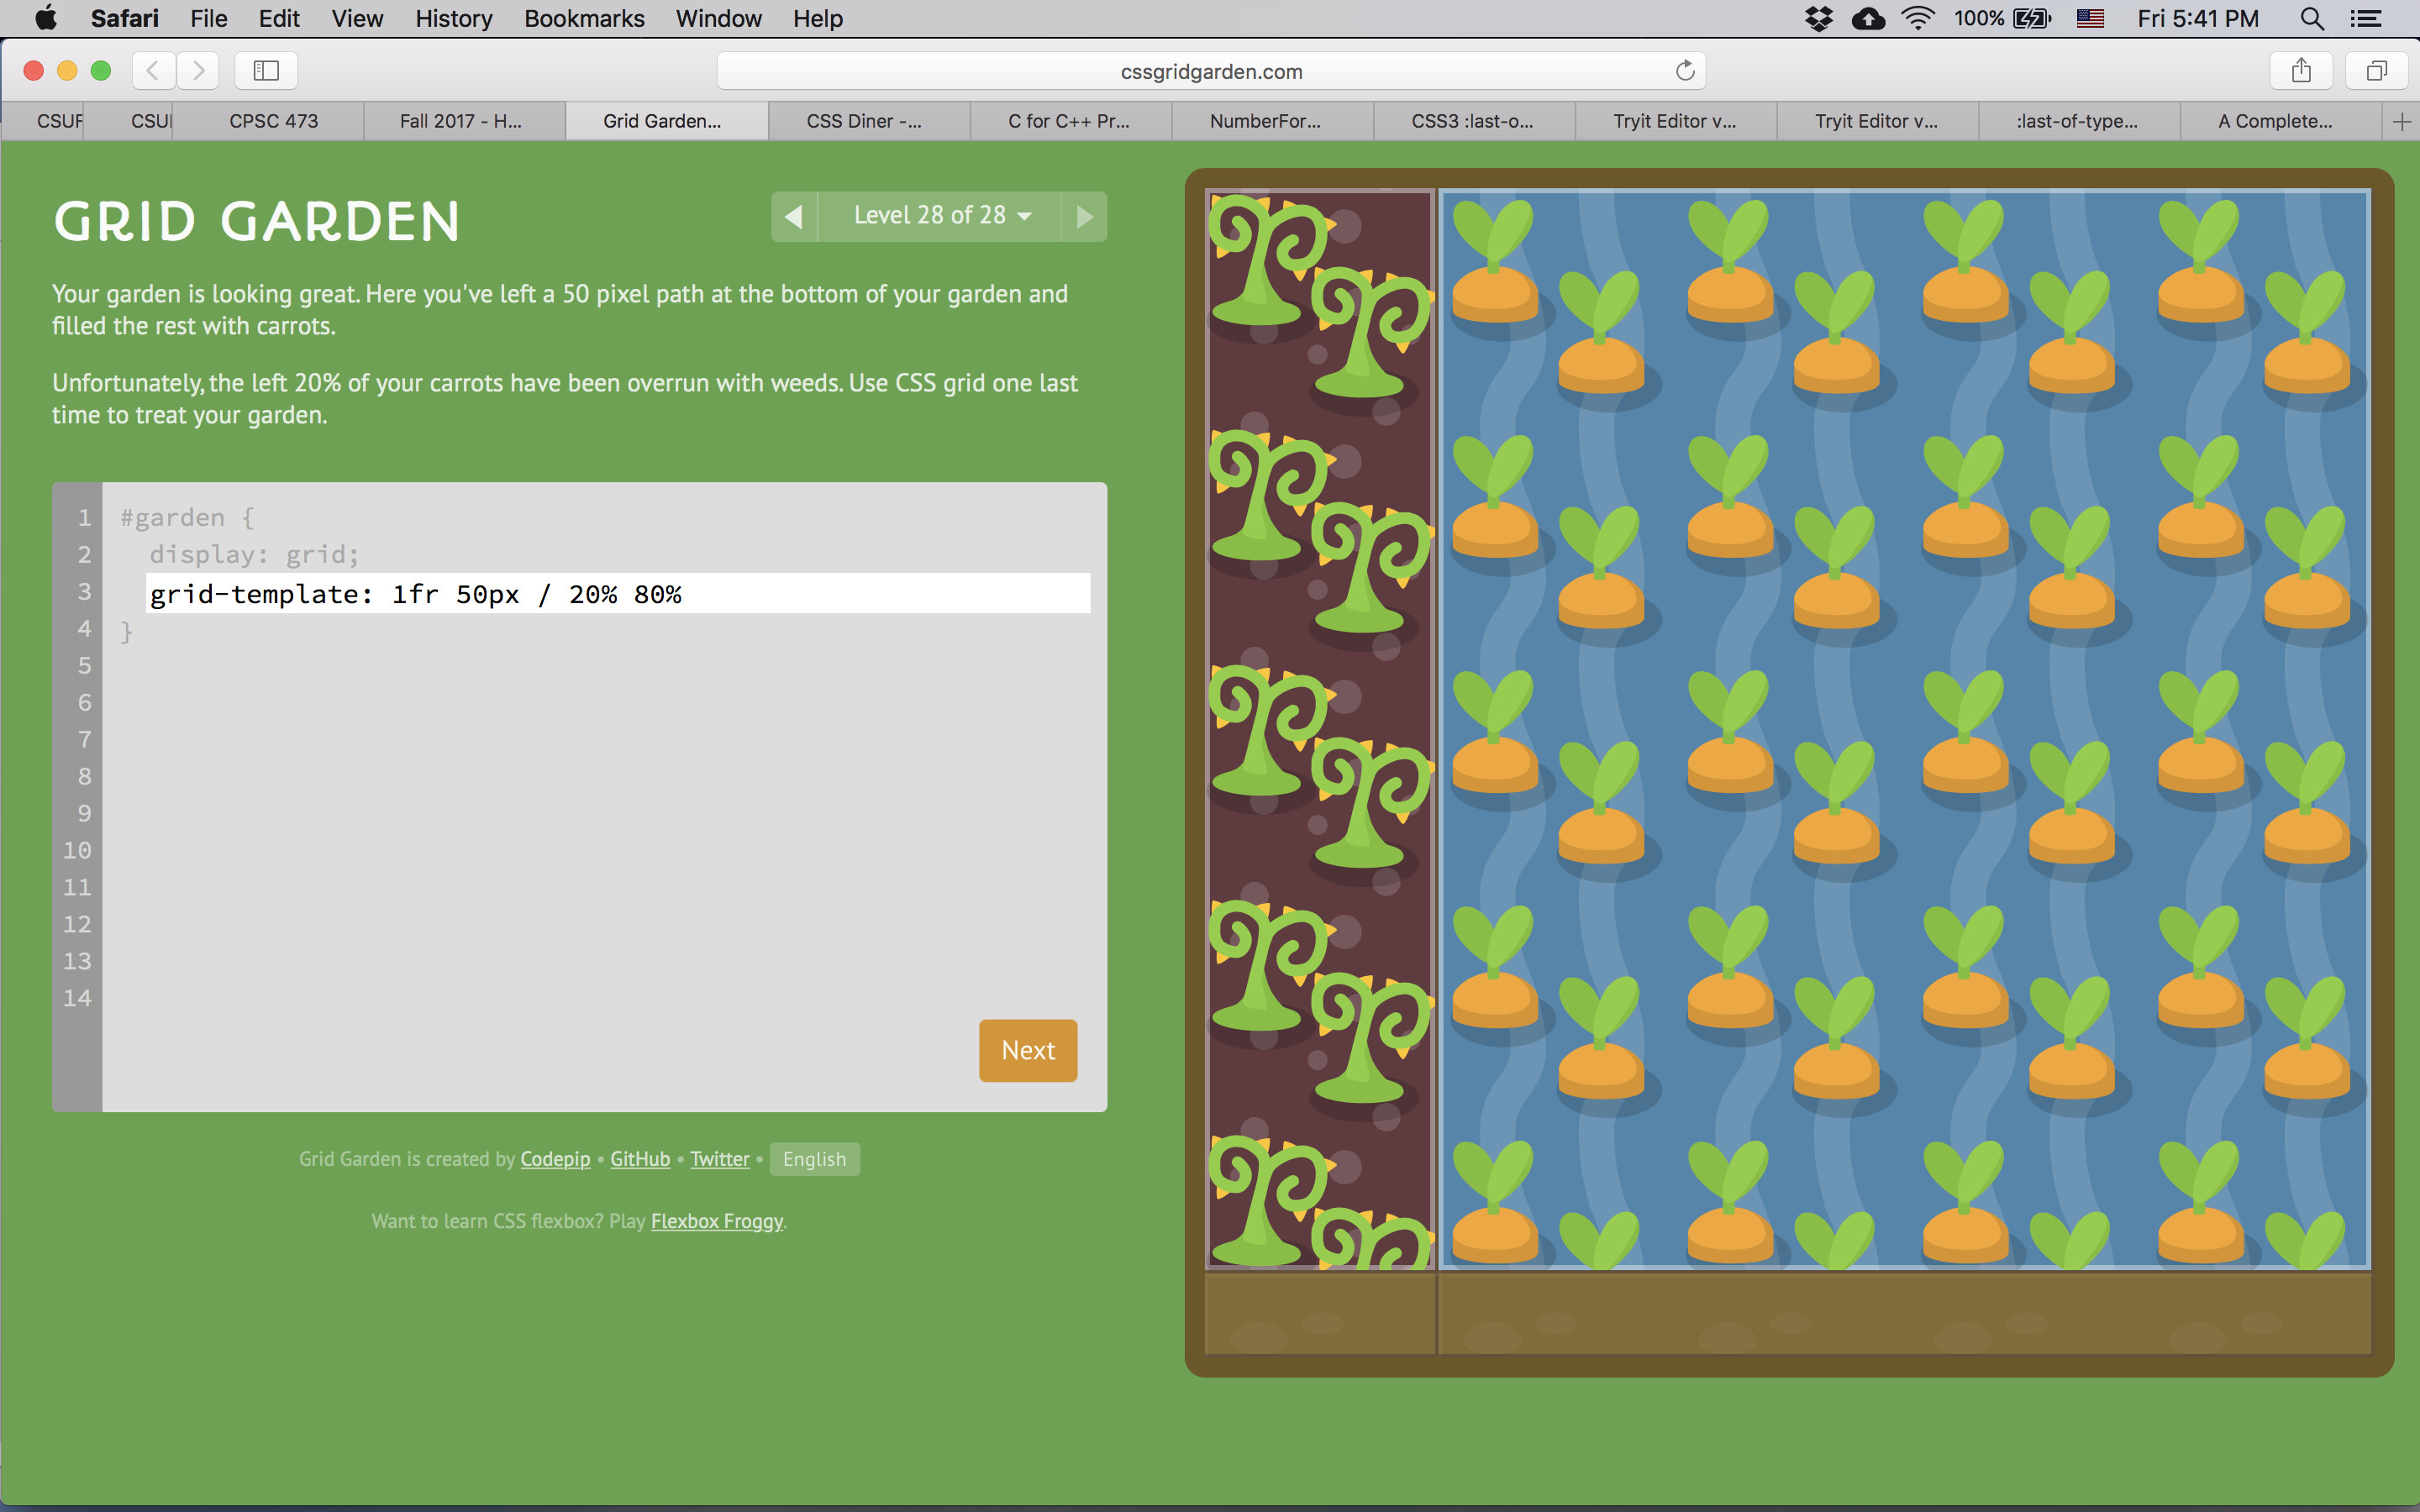 Safari File Edit View History Bookmarks Window Help 100% Fri 5:41 PM
cssgridgarden.com
CSUF CSUI CPSC 473 Fall 2017 - H... Grid Garden... CSS Diner -... C for C++ Pr... NumberFor... CSS3 :last-o... Tryit Editor v... Tryit Editor v... :last-of-type... A Complete...
GRID GARDEN
Level 28 of 28
Your garden is looking great. Here you've left a 50 pixel path at the bottom of your garden and
filled the rest with carrots.
Unfortunately, the left 20% of your carrots have been overrun with weeds. Use CSS grid one last
time to treat your garden.
1 #garden {
2 display: grid;
3 grid-template: 1fr 50px / 20% 80%
4 }
5
6
7
8
9
10
11
12
13
14
Next
Grid Garden is created by Codepip • GitHub • Twitter • English
Want to learn CSS flexbox? Play Flexbox Froggy.